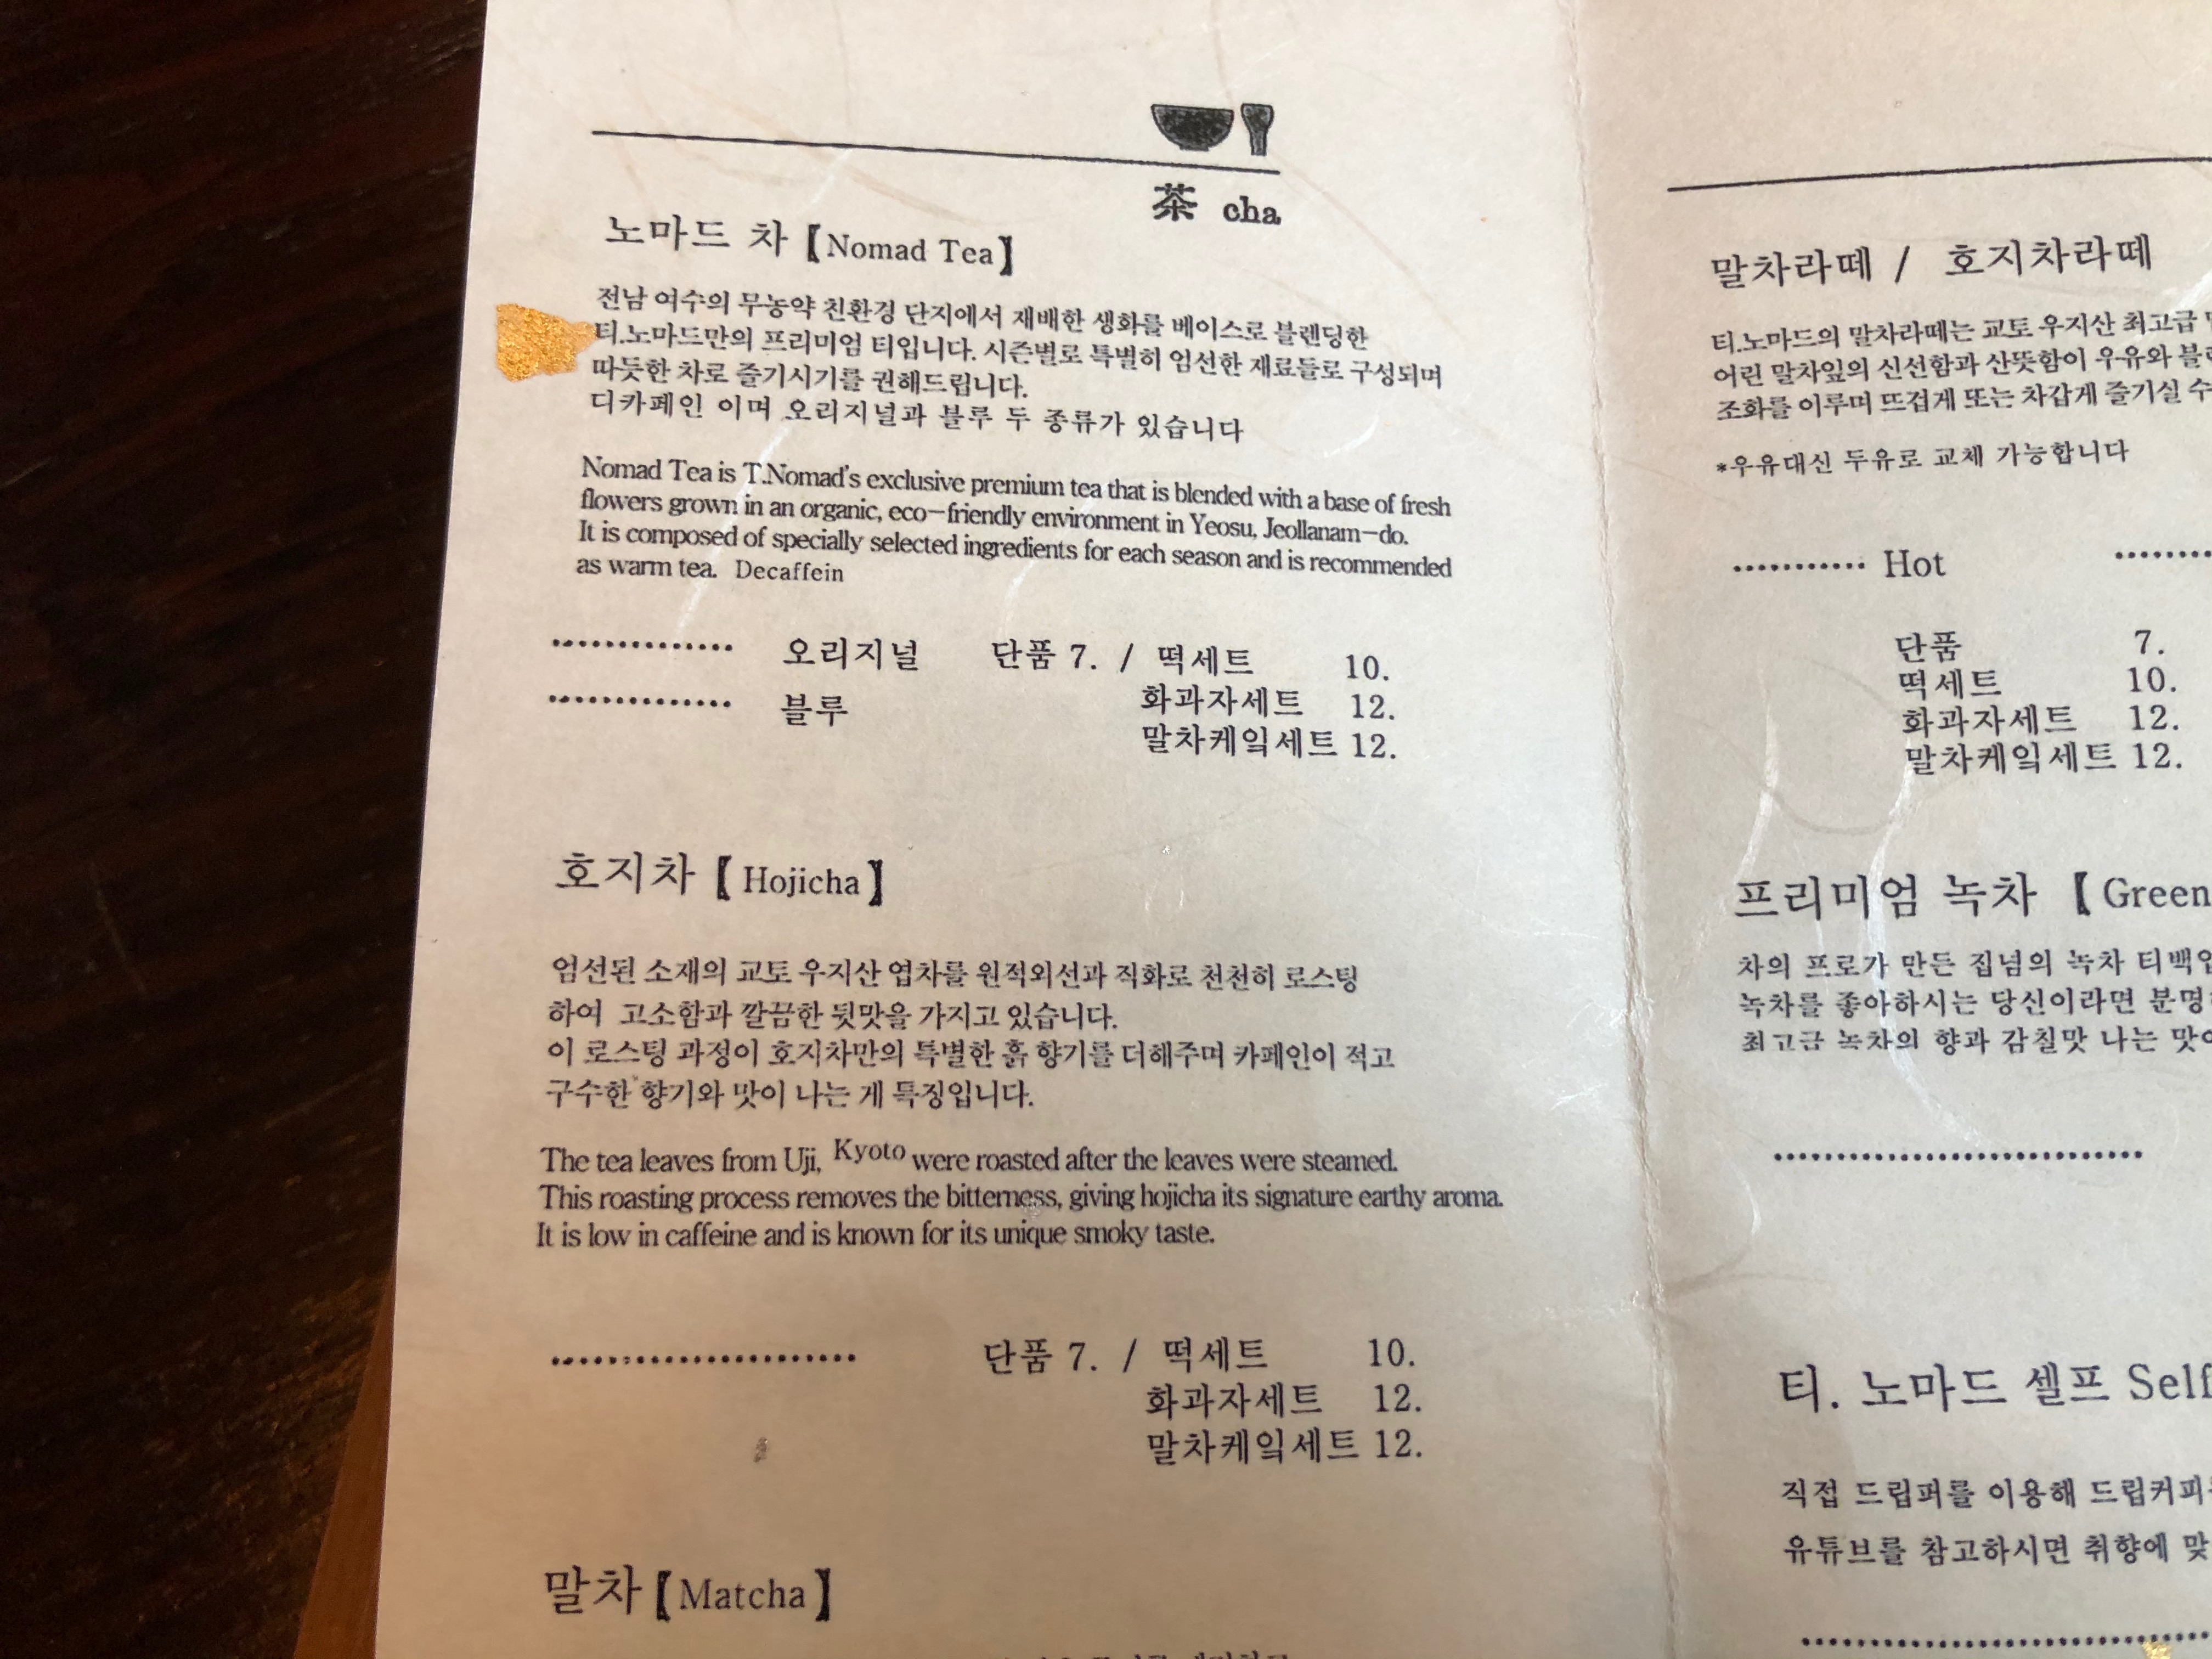 茶 cha
노마드 차【Nomad Tea】
전남 여수의 무농약 친환경 단지에서 재배한 생화를 베이스로 블렌딩한
티.노마드만의 프리미엄 티입니다. 시즌별로 특별히 엄선한 재료들로 구성되며
따듯한 차로 즐기시기를 권해드립니다.
디카페인 이며 오리지널과 블루 두 종류가 있습니다
Nomad Tea is T.Nomad's exclusive premium tea that is blended with a base of fresh
flowers grown in an organic, eco-friendly environment in Yeosu, Jeollanam-do.
It is composed of specially selected ingredients for each season and is recommended
as warm tea. Decaffein
·············· 오리지널 단품 7. / 떡세트 10.
·············· 블루 화과자세트 12.
말차케잌세트 12.
호지차【Hojicha】
엄선된 소재의 교토 우지산 엽차를 원적외선과 직화로 천천히 로스팅
하여 고소함과 깔끔한 뒷맛을 가지고 있습니다.
이 로스팅 과정이 호지차만의 특별한 흙 향기를 더해주며 카페인이 적고
구수한 향기와 맛이 나는 게 특징입니다.
The tea leaves from Uji, Kyoto were roasted after the leaves were steamed.
This roasting process removes the bitterness, giving hojicha its signature earthy aroma.
It is low in caffeine and is known for its unique smoky taste.
························ 단품 7. / 떡세트 10.
화과자세트 12.
말차케잌세트 12.
말차【Matcha】
말차라떼 / 호지차라떼
티.노마드의 말차라떼는 교토 우지산 최고급
어린 말차잎의 신선함과 산뜻함이 우유와
조화를 이루며 뜨겁게 또는 차갑게 즐기실 수
*우유대신 두유로 교체 가능합니다
··········· Hot ········
단품 7.
떡세트 10.
화과자세트 12.
말차케잌세트 12.
프리미엄 녹차【Green
차의 프로가 만든 집념의 녹차 티백
녹차를 좋아하시는 당신이라면 분명
최고급 녹차의 향과 감칠맛 나는 맛
·····························
티. 노마드 셀프 Self
직접 드립퍼를 이용해 드립커피
유튜브를 참고하시면 취향에 맞
································